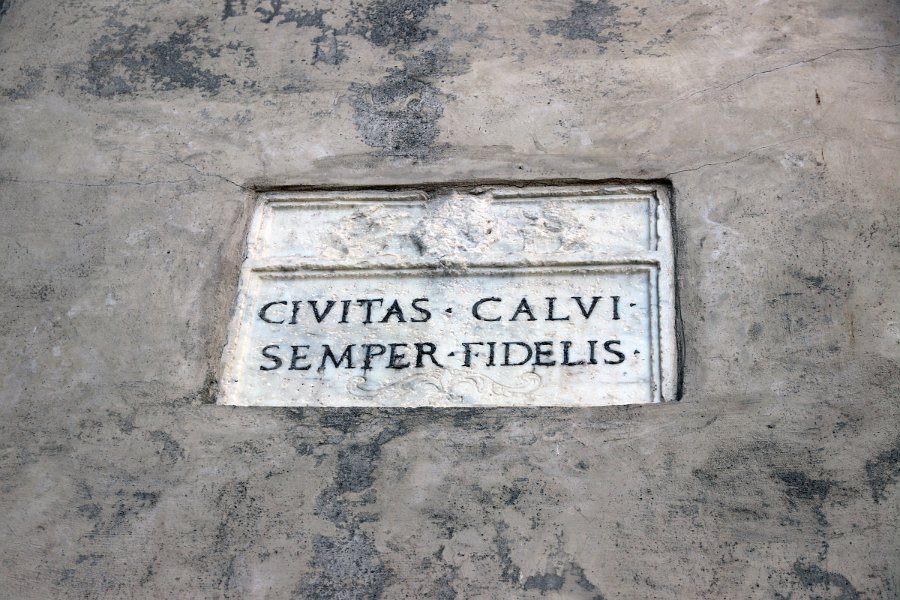 CIVITAS · CALVI ·
SEMPER · FIDELIS ·